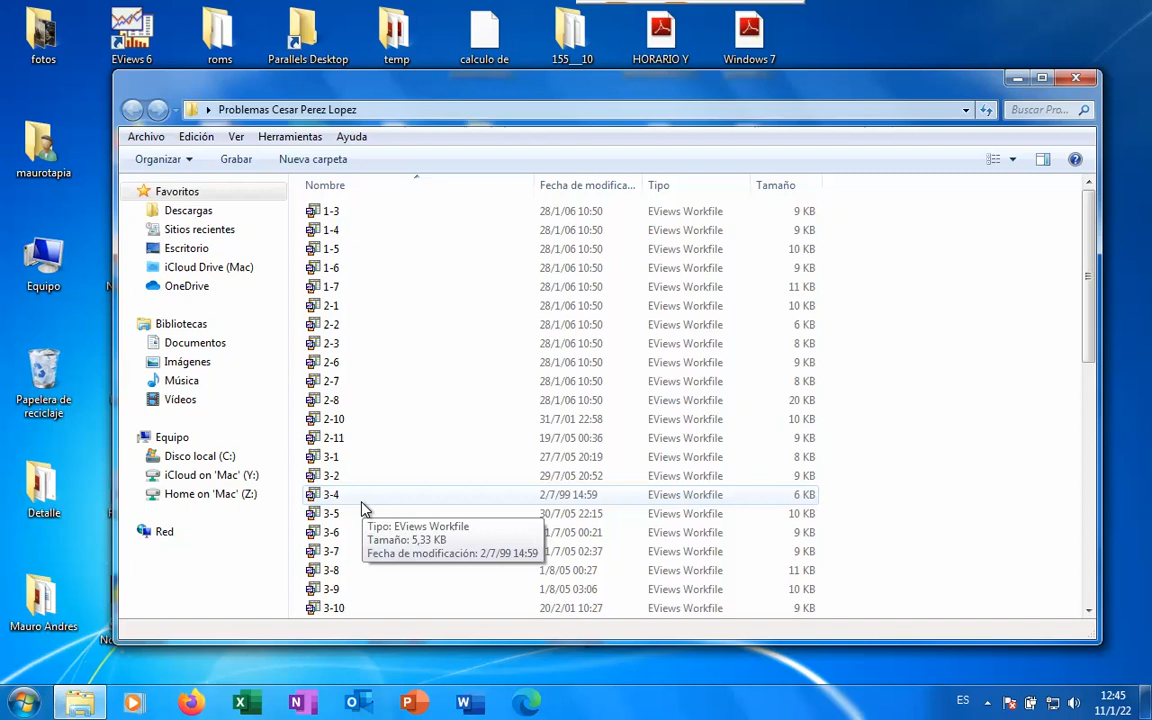 fotos
EViews 6
roms
Parallels Desktop
temp
calculo de
155__10
HORARIO Y
Windows 7
maurotapia
Equipo
Papelera de
reciclaje
Detalle
Mauro Andres
Problemas Cesar Perez Lopez
Buscar Pro...
Archivo Edición Ver Herramientas Ayuda
Organizar Grabar Nueva carpeta
Favoritos
Descargas
Sitios recientes
Escritorio
iCloud Drive (Mac)
OneDrive
Bibliotecas
Documentos
Imágenes
Música
Vídeos
Equipo
Disco local (C:)
iCloud on 'Mac' (Y:)
Home on 'Mac' (Z:)
Red
Nombre Fecha de modifica... Tipo Tamaño
1-3 28/1/06 10:50 EViews Workfile 9 KB
1-4 28/1/06 10:50 EViews Workfile 9 KB
1-5 28/1/06 10:50 EViews Workfile 10 KB
1-6 28/1/06 10:50 EViews Workfile 9 KB
1-7 28/1/06 10:50 EViews Workfile 11 KB
2-1 28/1/06 10:50 EViews Workfile 10 KB
2-2 28/1/06 10:50 EViews Workfile 6 KB
2-3 28/1/06 10:50 EViews Workfile 8 KB
2-6 28/1/06 10:50 EViews Workfile 9 KB
2-7 28/1/06 10:50 EViews Workfile 8 KB
2-8 28/1/06 10:50 EViews Workfile 20 KB
2-10 31/7/01 22:58 EViews Workfile 10 KB
2-11 19/7/05 00:36 EViews Workfile 9 KB
3-1 27/7/05 20:19 EViews Workfile 8 KB
3-2 29/7/05 20:52 EViews Workfile 9 KB
3-4 2/7/99 14:59 EViews Workfile 6 KB
3-5 30/7/05 22:15 EViews Workfile 10 KB
3-6 1/7/05 00:21 EViews Workfile 9 KB
3-7 1/7/05 02:37 EViews Workfile 9 KB
3-8 1/8/05 00:27 EViews Workfile 11 KB
3-9 1/8/05 03:06 EViews Workfile 10 KB
3-10 20/2/01 10:27 EViews Workfile 9 KB
Tipo: EViews Workfile
Tamaño: 5,33 KB
Fecha de modificación: 2/7/99 14:59
ES
12:45
11/1/22